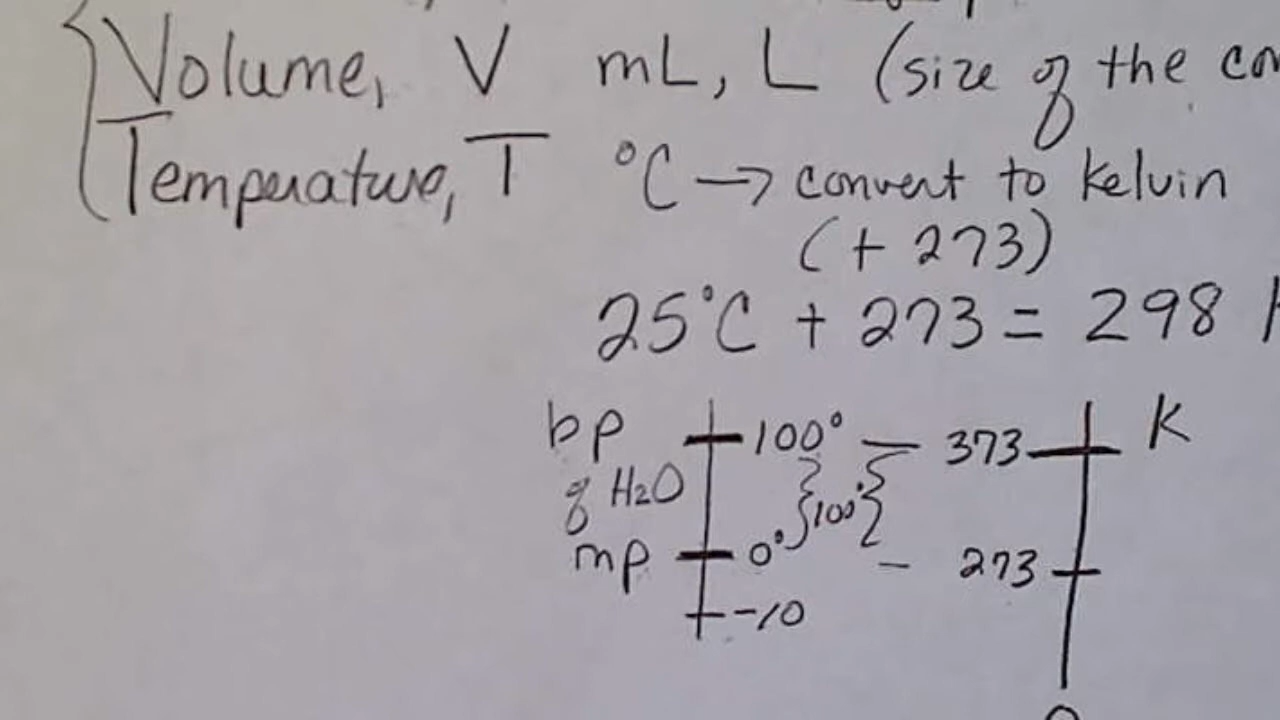 Volume, V mL, L (size of the
Temperature, T °C → convert to Kelvin
(+ 273)
25°C + 273 = 298
bp 100° — 373 K
of H2O } 100° }
mp 0° - 273
-10
0